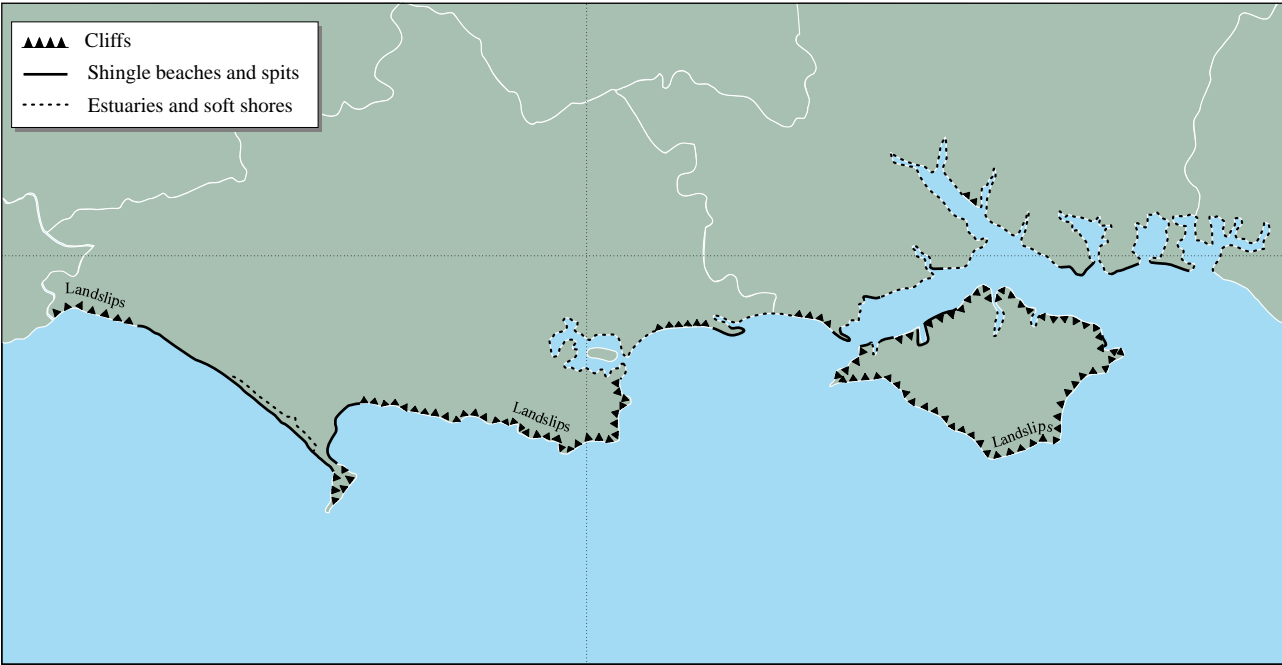 Cliffs
Shingle beaches and spits
Estuaries and soft shores
Landslips
Landslips
Landslips